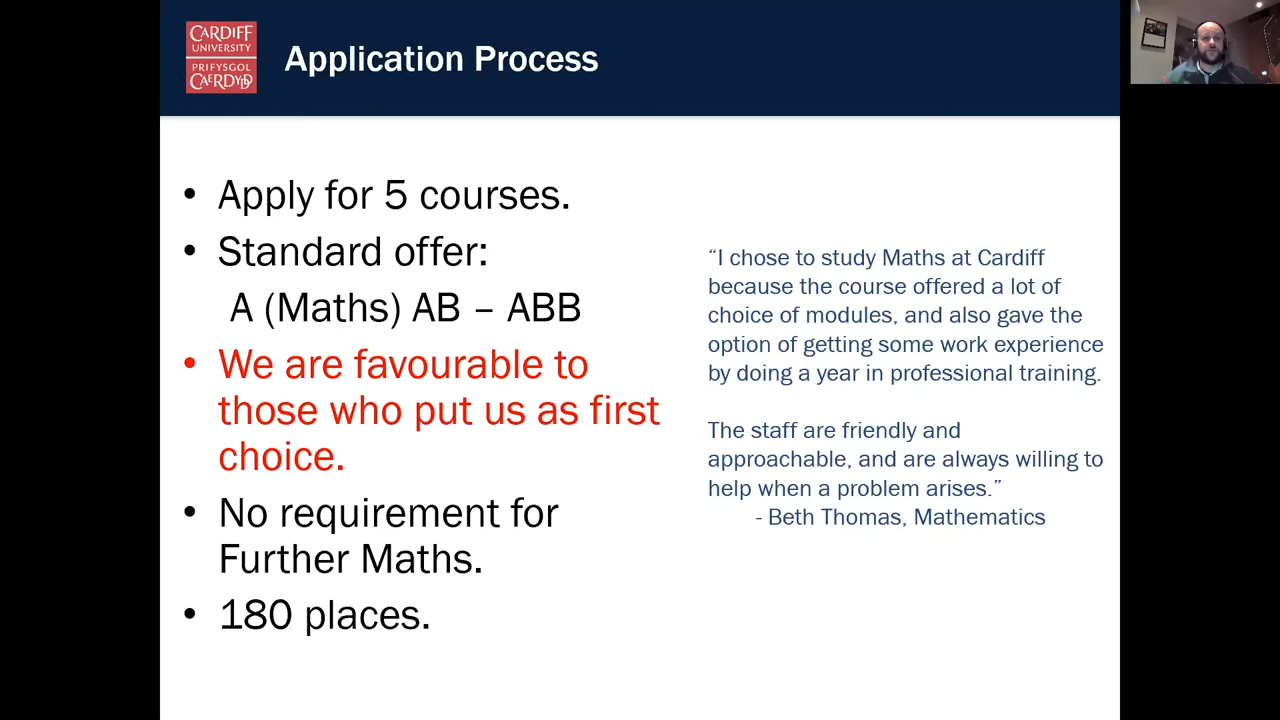 CARDIFF
UNIVERSITY
PRIFYSGOL
CAERDYDD
Application Process
• Apply for 5 courses.
• Standard offer:
A (Maths) AB – ABB
• We are favourable to
those who put us as first
choice.
• No requirement for
Further Maths.
• 180 places.
“I chose to study Maths at Cardiff
because the course offered a lot of
choice of modules, and also gave the
option of getting some work experience
by doing a year in professional training.
The staff are friendly and
approachable, and are always willing to
help when a problem arises.”
- Beth Thomas, Mathematics